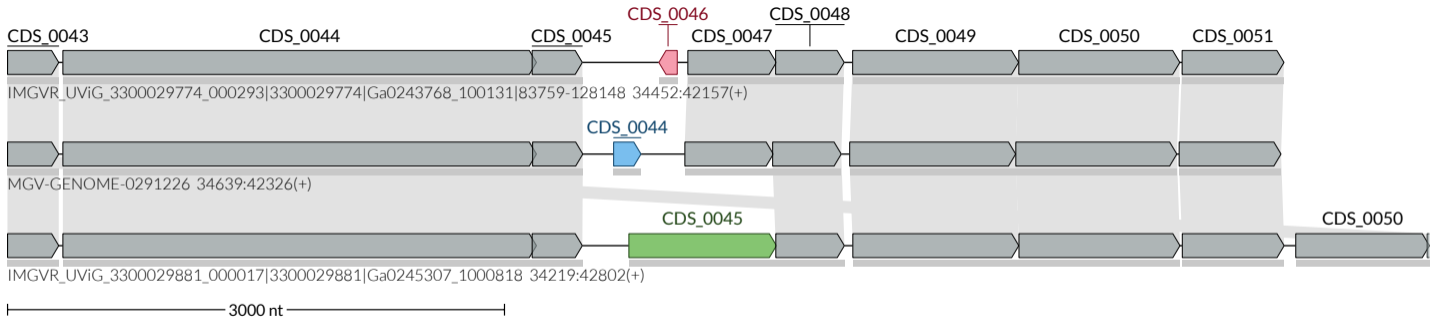 CDS_0046 CDS_0048
CDS_0043 CDS_0044 CDS_0045 CDS_0047 CDS_0049 CDS_0050 CDS_0051
IMGVR_UViG_3300029774_000293|3300029774|Ga0243768_100131|83759-128148 34452:42157(+)
CDS_0044
MGV-GENOME-0291226 34639:42326(+)
CDS_0045 CDS_0050
IMGVR_UViG_3300029881_000017|3300029881|Ga0245307_1000818 34219:42802(+)
3000 nt